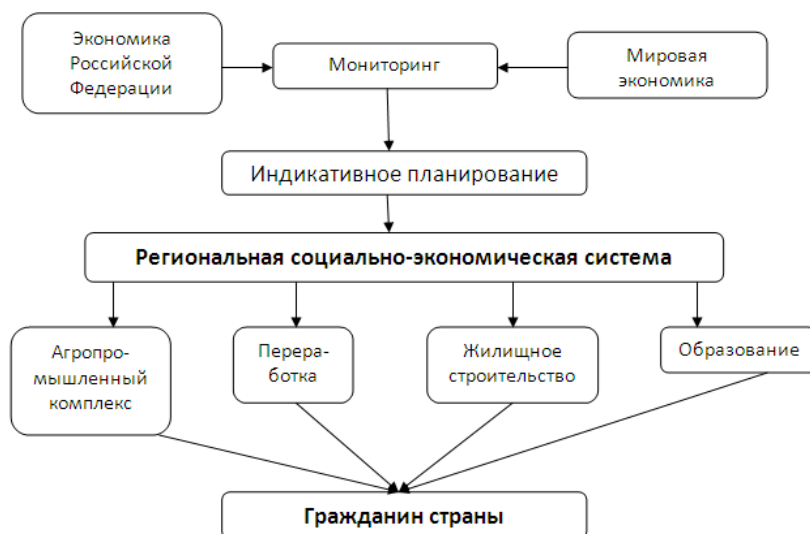 Экономика
Российской
Федерации
Мониторинг
Мировая
экономика
Индикативное планирование
Региональная социально-экономическая система
Агропро-
мышленный
комплекс
Перера-
ботка
Жилищное
строительство
Образование
Гражданин страны